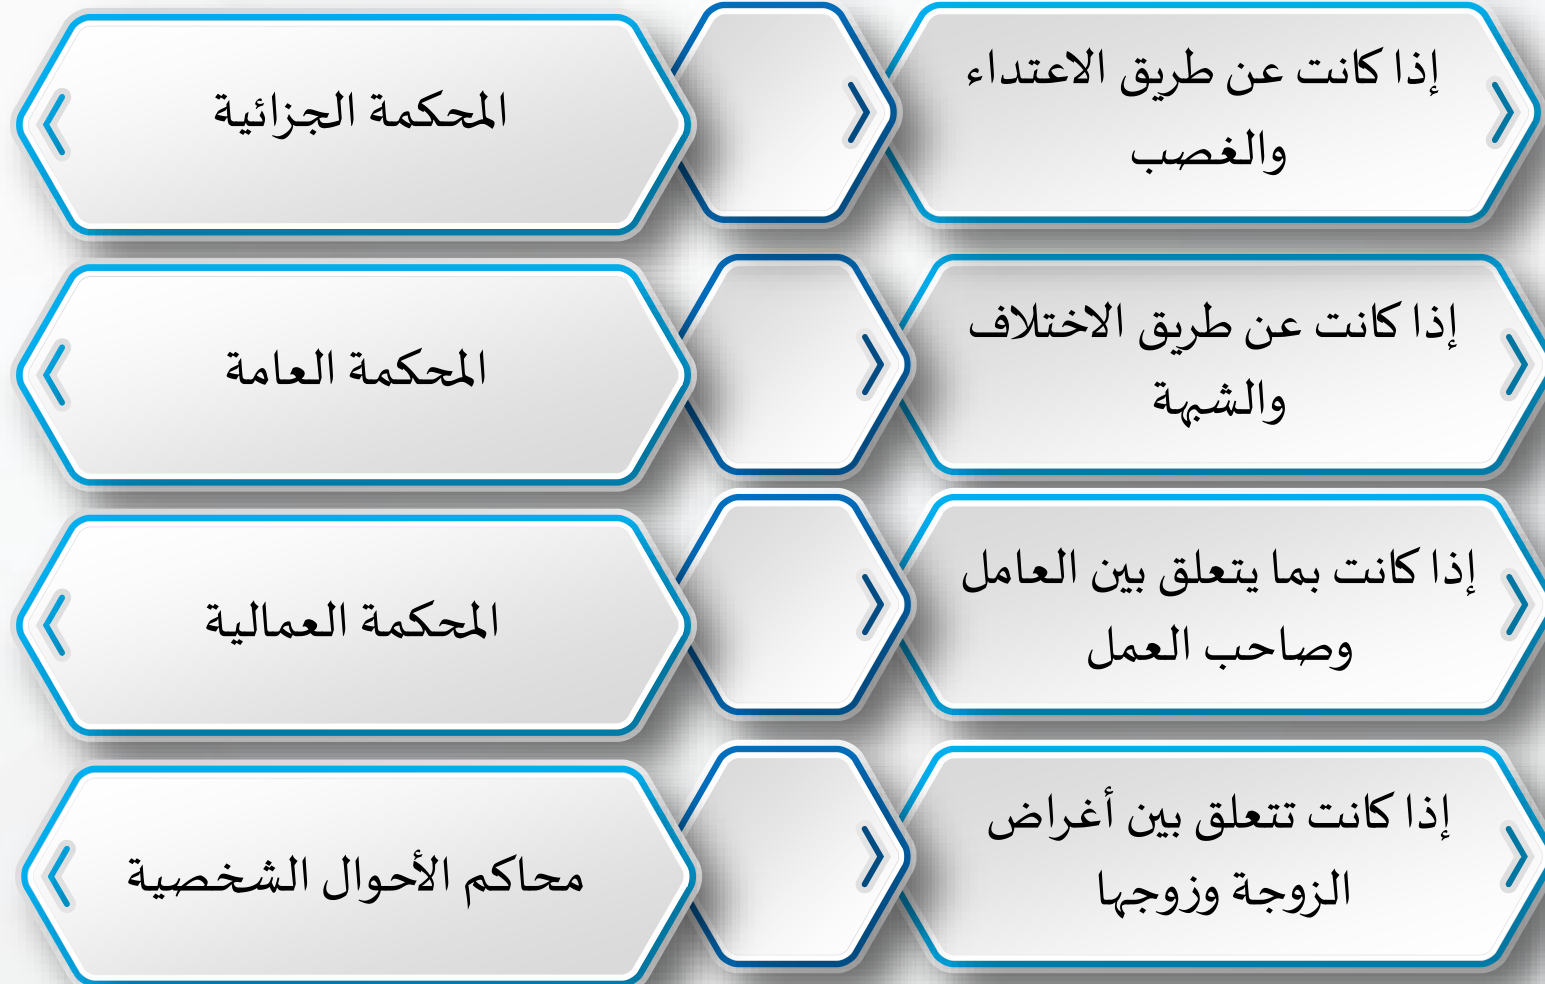 إذا كانت عن طريق الاعتداء
والغصب
المحكمة الجزائية
إذا كانت عن طريق الاختلاف
والشبهة
المحكمة العامة
إذا كانت بما يتعلق بين العامل
وصاحب العمل
المحكمة العمالية
إذا كانت تتعلق بين أغراض
الزوجة وزوجها
محاكم الأحوال الشخصية